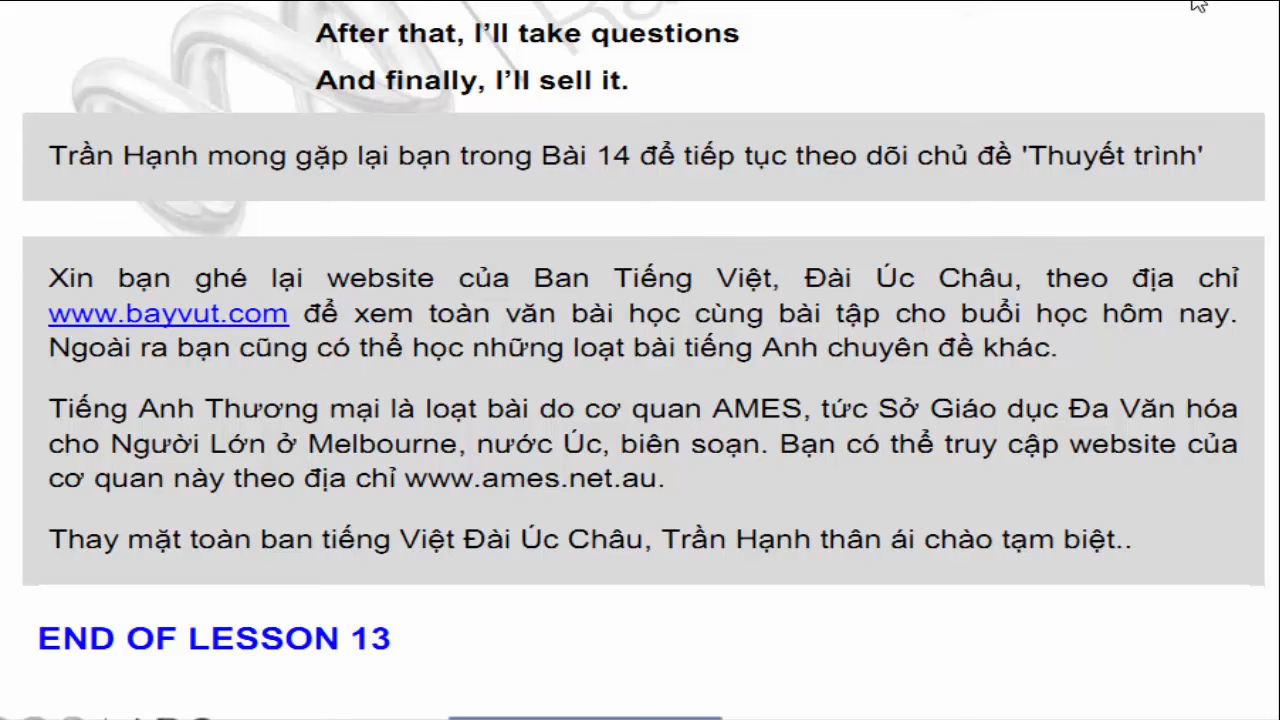 After that, I’ll take questions
And finally, I’ll sell it.
Trần Hạnh mong gặp lại bạn trong Bài 14 để tiếp tục theo dõi chủ đề 'Thuyết trình'
Xin bạn ghé lại website của Ban Tiếng Việt, Đài Úc Châu, theo địa chỉ
www.bayvut.com để xem toàn văn bài học cùng bài tập cho buổi học hôm nay.
Ngoài ra bạn cũng có thể học những loạt bài tiếng Anh chuyên đề khác.
Tiếng Anh Thương mại là loạt bài do cơ quan AMES, tức Sở Giáo dục Đa Văn hóa
cho Người Lớn ở Melbourne, nước Úc, biên soạn. Bạn có thể truy cập website của
cơ quan này theo địa chỉ www.ames.net.au.
Thay mặt toàn ban tiếng Việt Đài Úc Châu, Trần Hạnh thân ái chào tạm biệt..
END OF LESSON 13